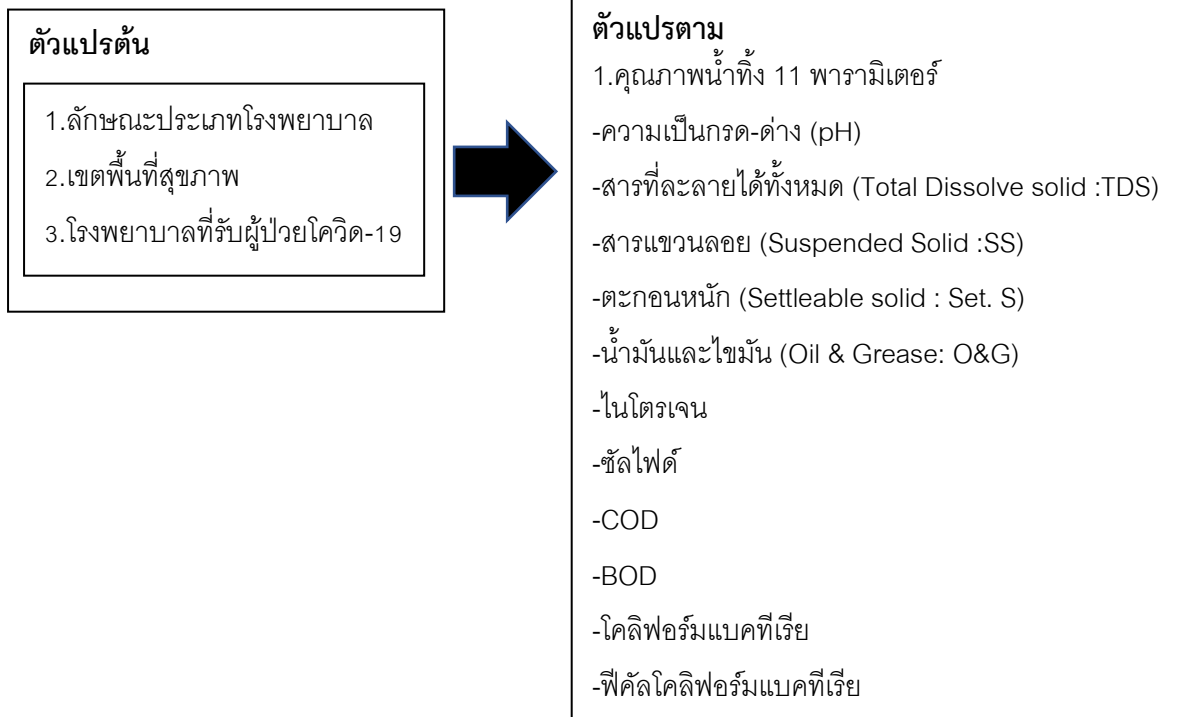 ตัวแปรต้น
1.ลักษณะประเภทโรงพยาบาล
2.เขตพื้นที่สุขภาพ
3.โรงพยาบาลที่รับผู้ป่วยโควิด-19
ตัวแปรตาม
1.คุณภาพน้ำทิ้ง 11 พารามิเตอร์
-ความเป็นกรด-ด่าง (pH)
-สารที่ละลายได้ทั้งหมด (Total Dissolve solid :TDS)
-สารแขวนลอย (Suspended Solid :SS)
-ตะกอนหนัก (Settleable solid : Set. S)
-น้ำมันและไขมัน (Oil & Grease: O&G)
-ไนโตรเจน
-ซัลไฟด์
-COD
-BOD
-โคลิฟอร์มแบคทีเรีย
-ฟีคัลโคลิฟอร์มแบคทีเรีย